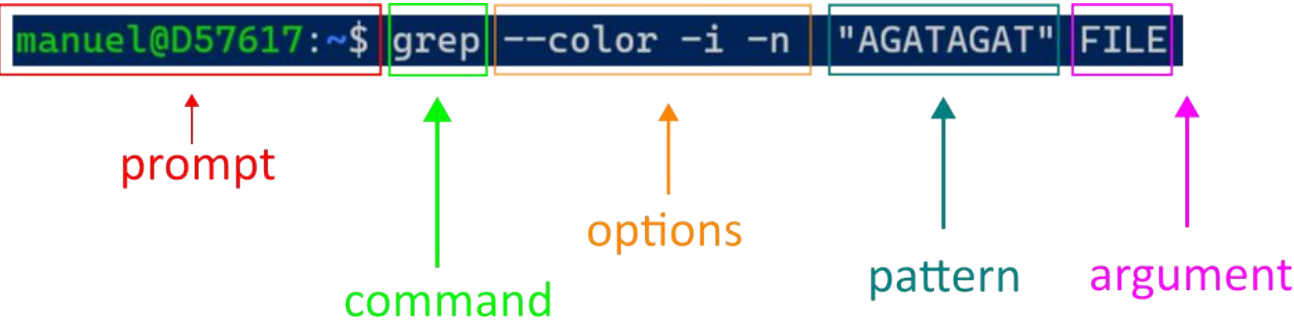 manuel@D57617:~$ grep --color -i -n "AGATAGAT" FILE
prompt
options
pattern
argument
command